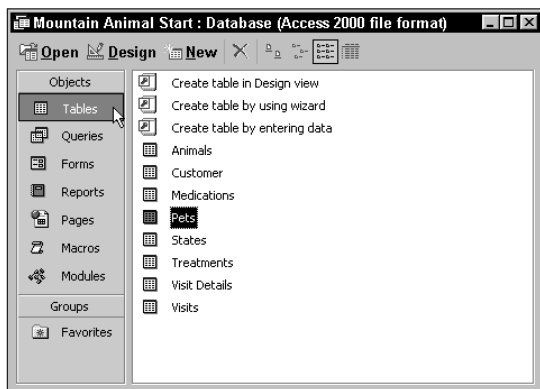 Mountain Animal Start : Database (Access 2000 file format)
Open Design New
Objects
Tables
Queries
Forms
Reports
Pages
Macros
Modules
Groups
Favorites
Create table in Design view
Create table by using wizard
Create table by entering data
Animals
Customer
Medications
Pets
States
Treatments
Visit Details
Visits